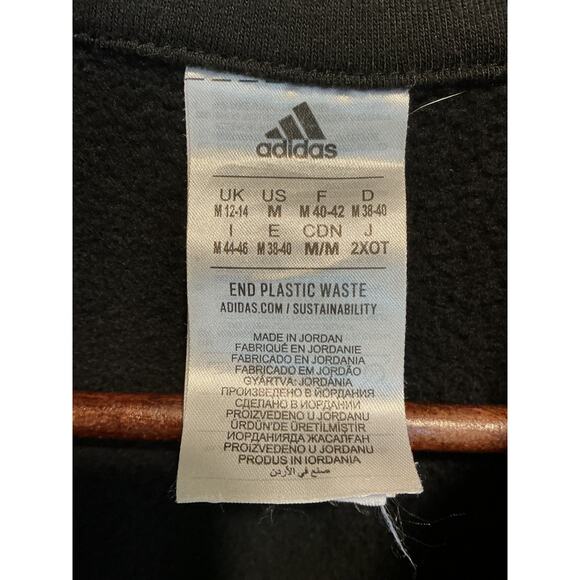 adidas
UK US F D
M 12-14 M M 40-42 M 38-40
I E CDN J
M 44-46 M 38-40 M/M 2XOT
END PLASTIC WASTE
ADIDAS.COM / SUSTAINABILITY
MADE IN JORDAN
FABRIQUÉ EN JORDANIE
FABRICADO EN JORDANIA
FABRICADO EM JORDÃO
GYÁRTVA: JORDÁNIA
ПРОИЗВЕДЕНО В ЙОРДАНИЯ
СДЕЛАНО В ИОРДАНИИ
PROIZVEDENO U JORDANU
ÜRDÜN'DE ÜRETİLMİŞTİR
ИОРДАНИЯДА ЖАСАЛҒАН
PROIZVEDENO U JORDANU
PRODUS IN IORDANIA
صنع في الأردن